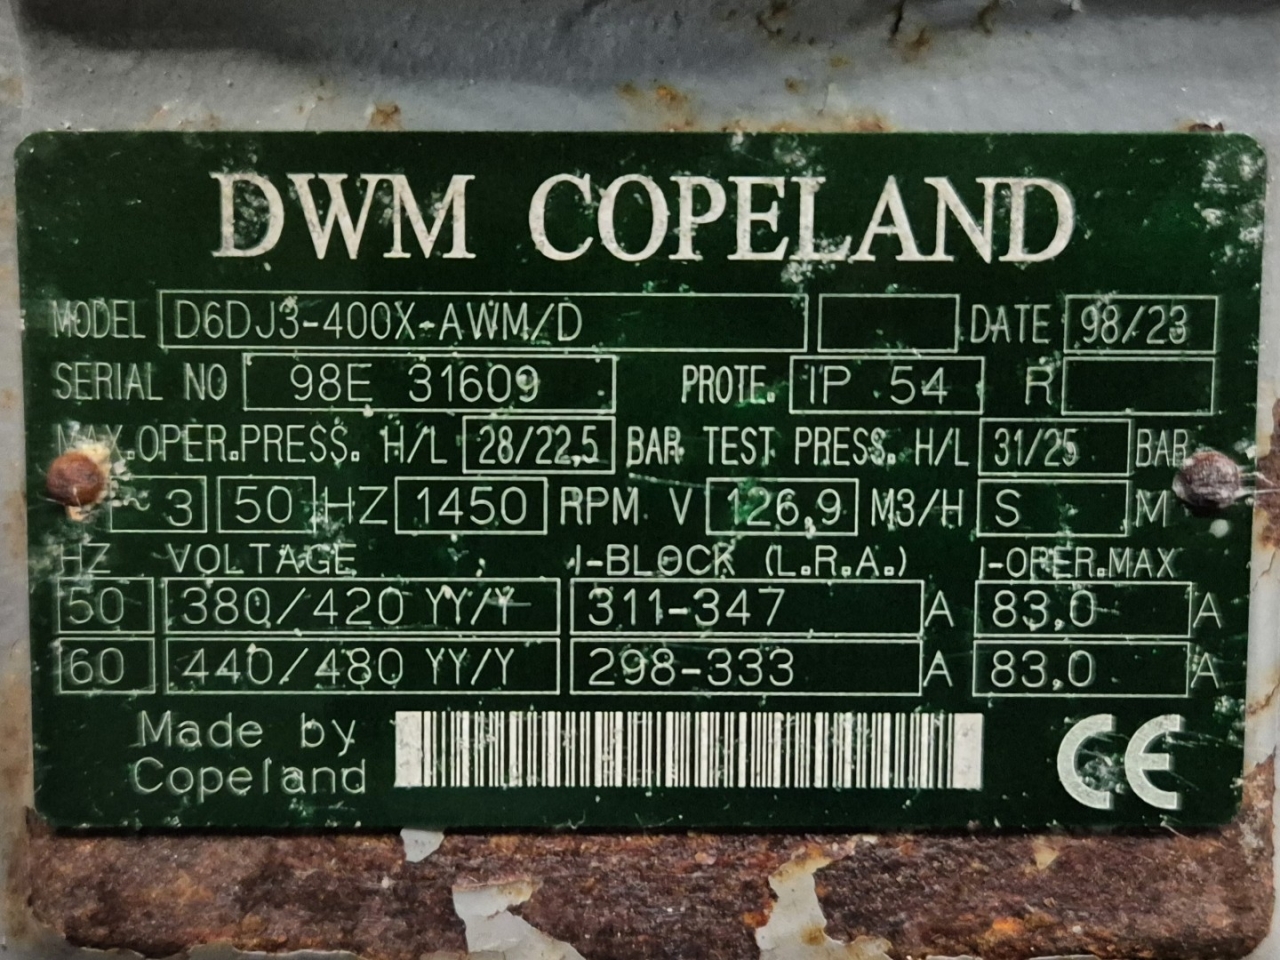 DWM COPELAND
MODEL D6DJ3-400X-AWM/D DATE 98/23
SERIAL NO 98E 31609 PROTE. IP 54 R
MAX.OPER.PRESS. H/L 28/22,5 BAR TEST PRESS. H/L 31/25 BAR
~ 3 50 HZ 1450 RPM V 126,9 M3/H S M
HZ VOLTAGE I-BLOCK (L.R.A.) I-OPER.MAX
50 380/420 YY/Y 311-347 A 83,0 A
60 440/480 YY/Y 298-333 A 83,0 A
Made by
Copeland
CE